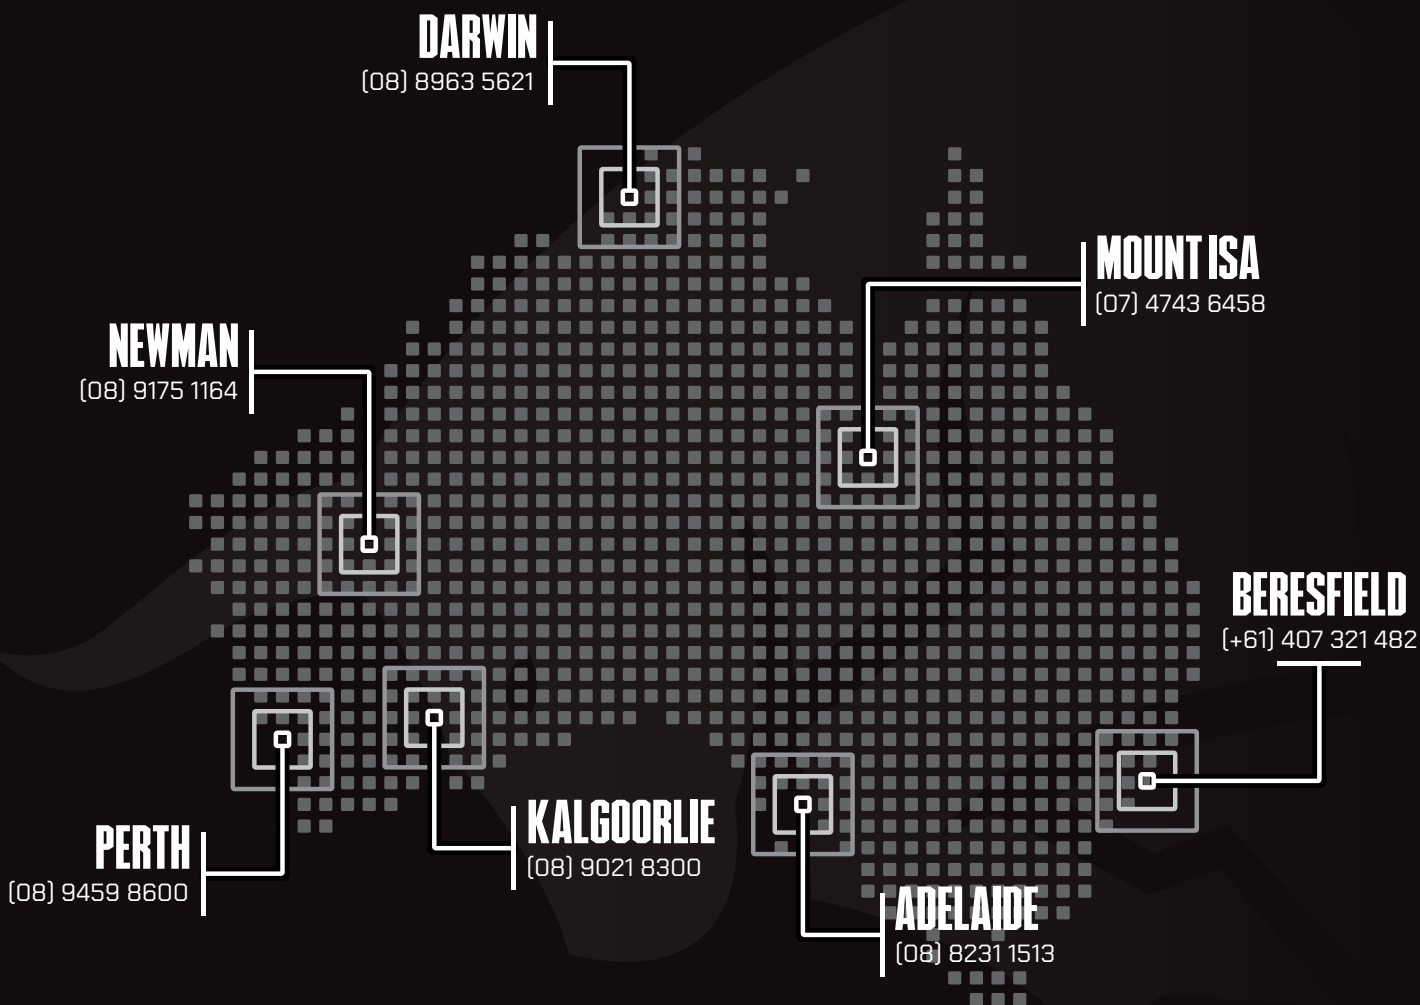 DARWIN
(08) 8963 5621
MOUNT ISA
(07) 4743 6458
NEWMAN
(08) 9175 1164
BERESFIELD
(+61) 407 321 482
KALGOORLIE
(08) 9021 8300
PERTH
(08) 9459 8600
ADELAIDE
(08) 8231 1513